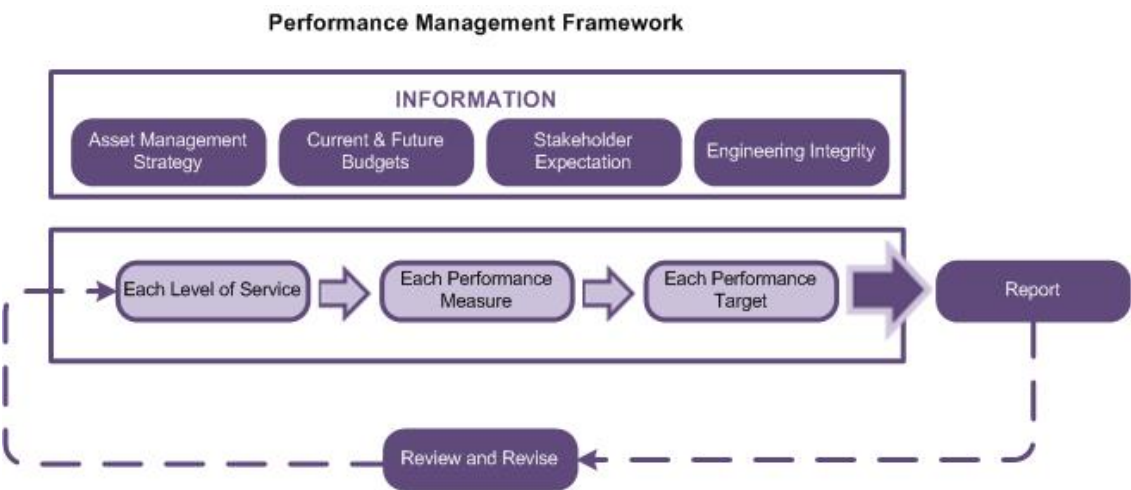 Performance Management Framework
INFORMATION
Asset Management
Strategy
Current & Future
Budgets
Stakeholder
Expectation
Engineering Integrity
Each Level of Service
Each Performance
Measure
Each Performance
Target
Report
Review and Revise